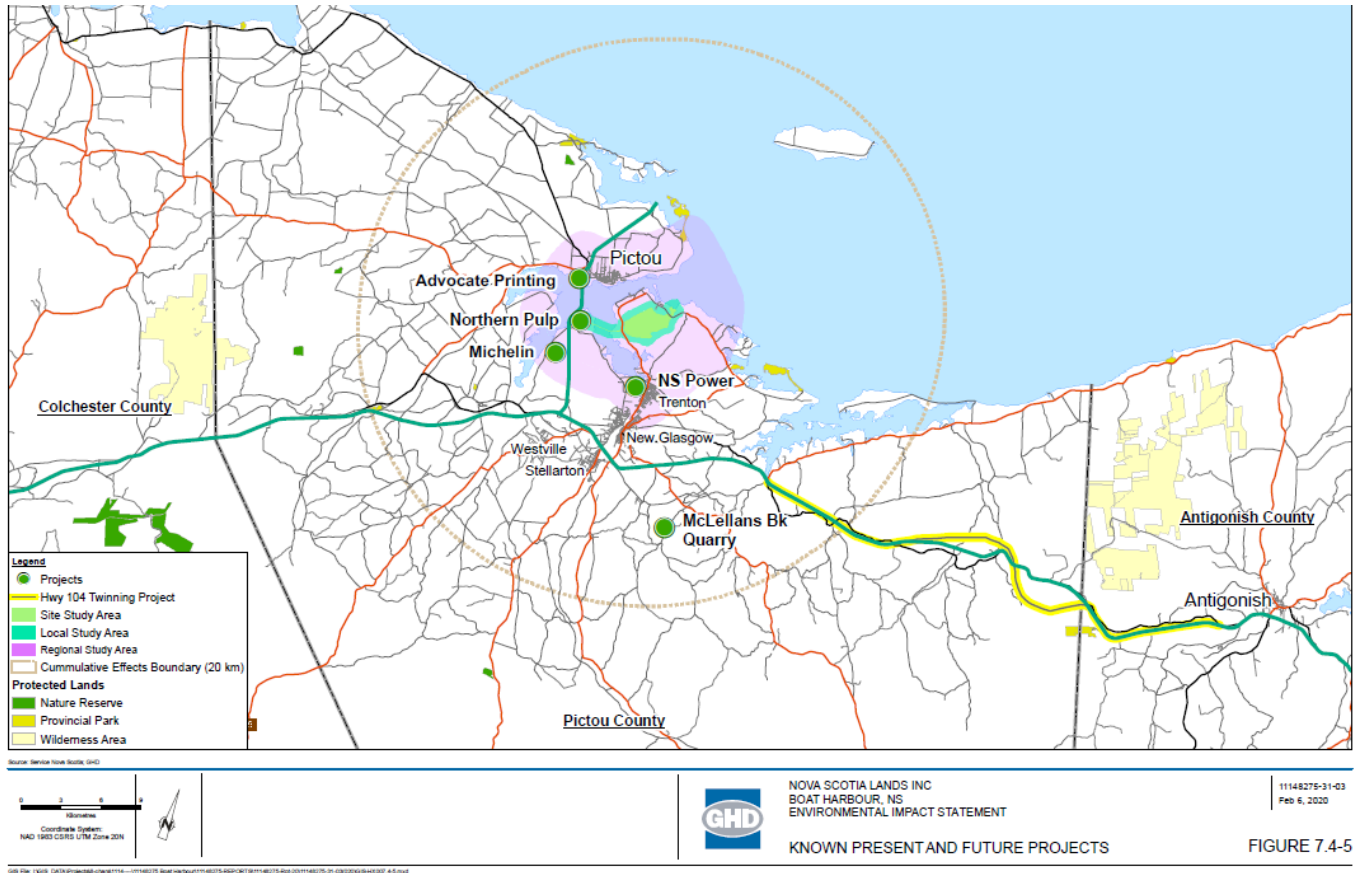 Pictou
Advocate Printing
Northern Pulp
Michelin
NS Power
Trenton
Colchester County
New Glasgow
Westville
Stellarton
McLellans Bk
Quarry
Antigonish County
Antigonish
Pictou County
Legend
Projects
Hwy 104 Twinning Project
Site Study Area
Local Study Area
Regional Study Area
Cummulative Effects Boundary (20 km)
Protected Lands
Nature Reserve
Provincial Park
Wilderness Area
Source: Service Nova Scotia; GHD
0 3 6 9
Kilometres
Coordinate System:
NAD 1983 CSRS UTM Zone 20N
N
GHD
NOVA SCOTIA LANDS INC
BOAT HARBOUR, NS
ENVIRONMENTAL IMPACT STATEMENT
KNOWN PRESENT AND FUTURE PROJECTS
11148275-31-03
Feb 6, 2020
FIGURE 7.4-5